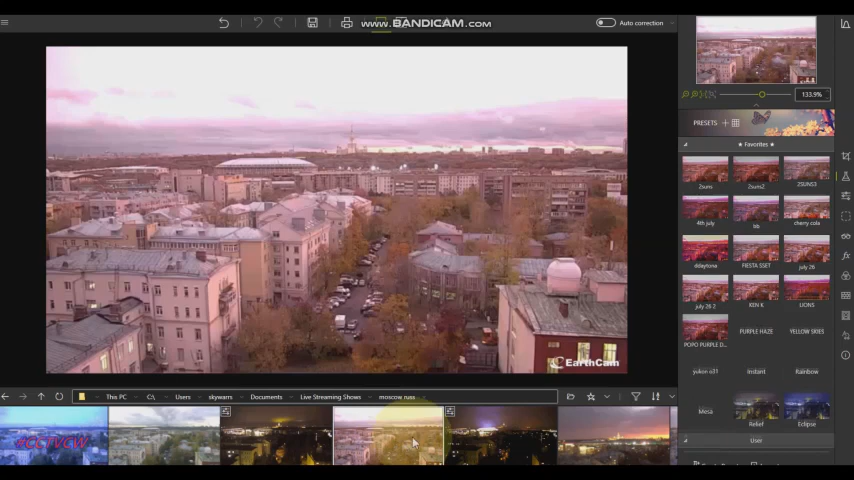 www.BANDICAM.com
Auto correction
133.9%
PRESETS
★ Favorites ★
2suns
2suns2
2SUNS3
4th july
bb
cherry cola
ddaytona
FIESTA SSET
july 26
july 26-2
KEN K
LIONS
POPO PURPLE D...
PURPLE HAZE
YELLOW SKIES
yukon oil1
Instant
Rainbow
Mesa
Relief
Eclipse
User
EarthCam
This PC
C:\
Users
skywarrs
Documents
Live Streaming Shows
moscow russ
#CCTVCW